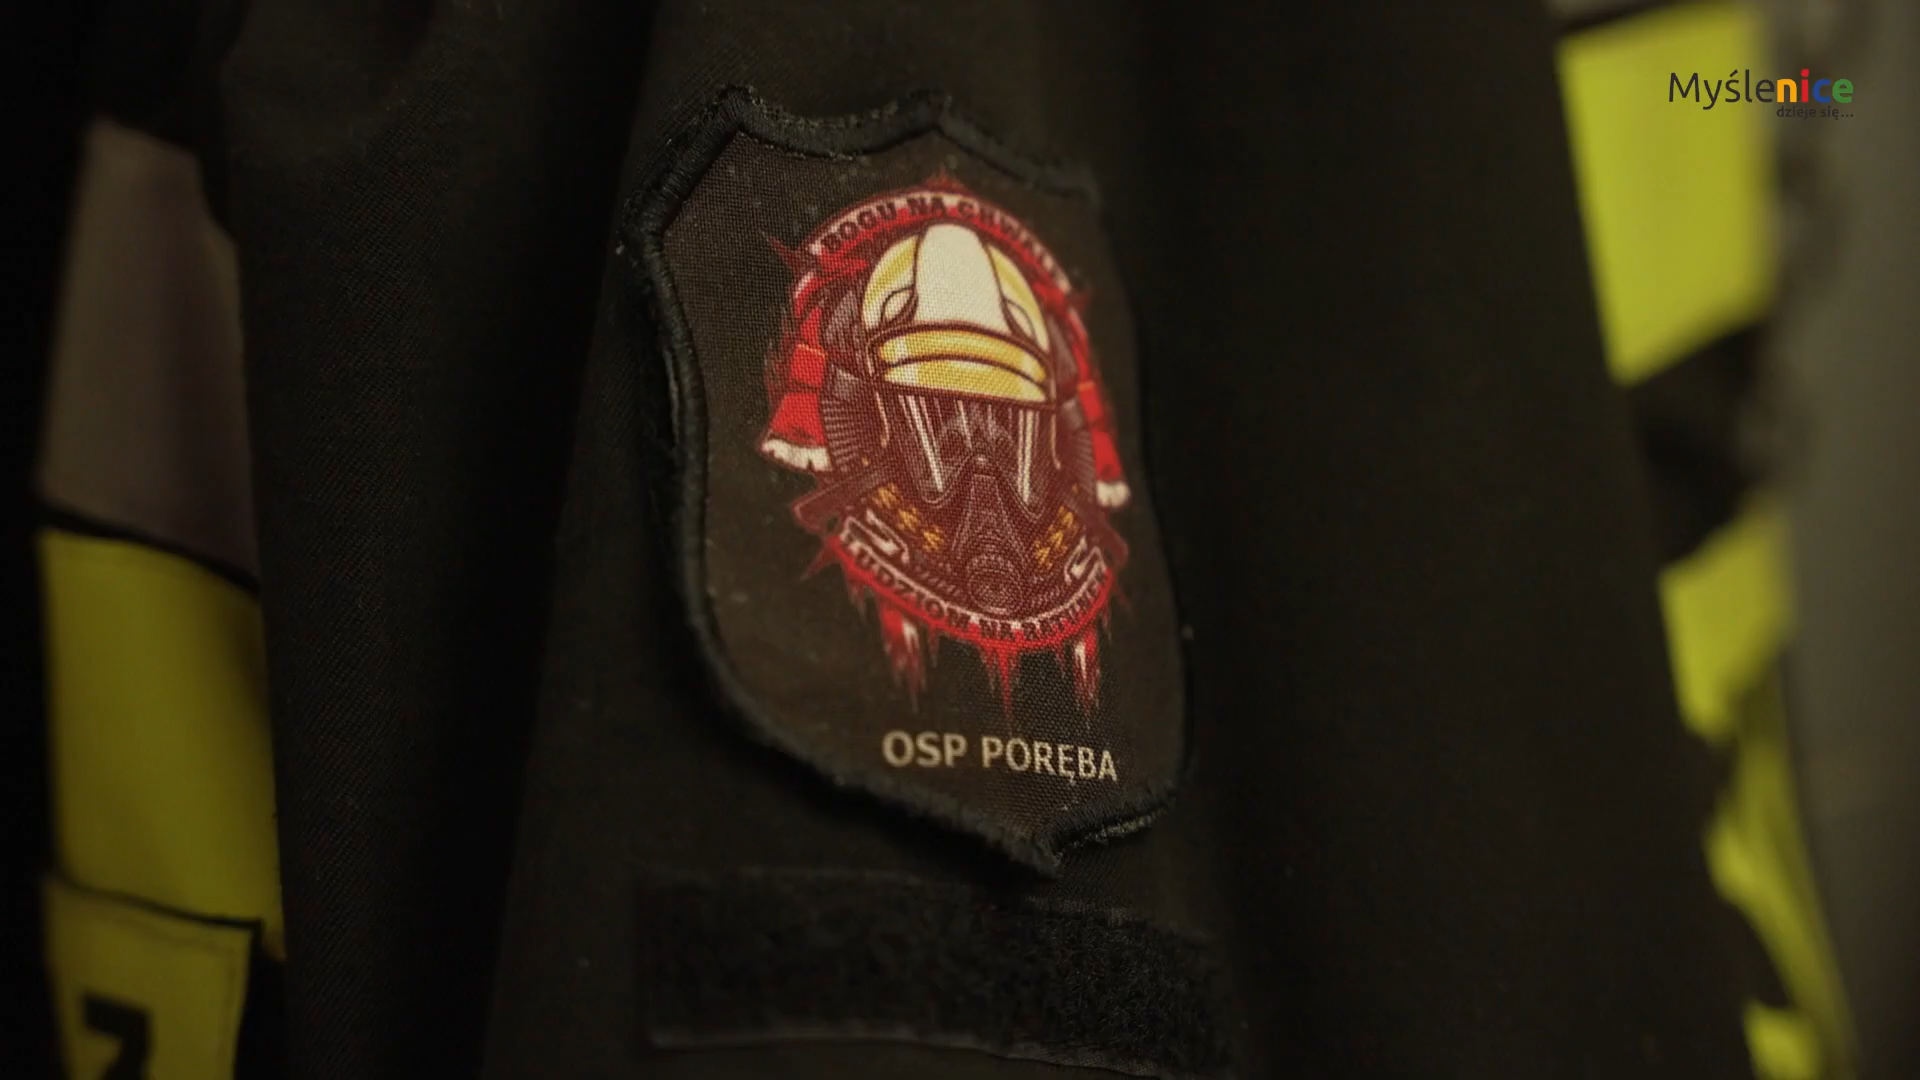 Myślenice
dzieje się...
BOGU NA CHWAŁĘ
LUDZIOM NA RATUNEK
OSP PORĘBA